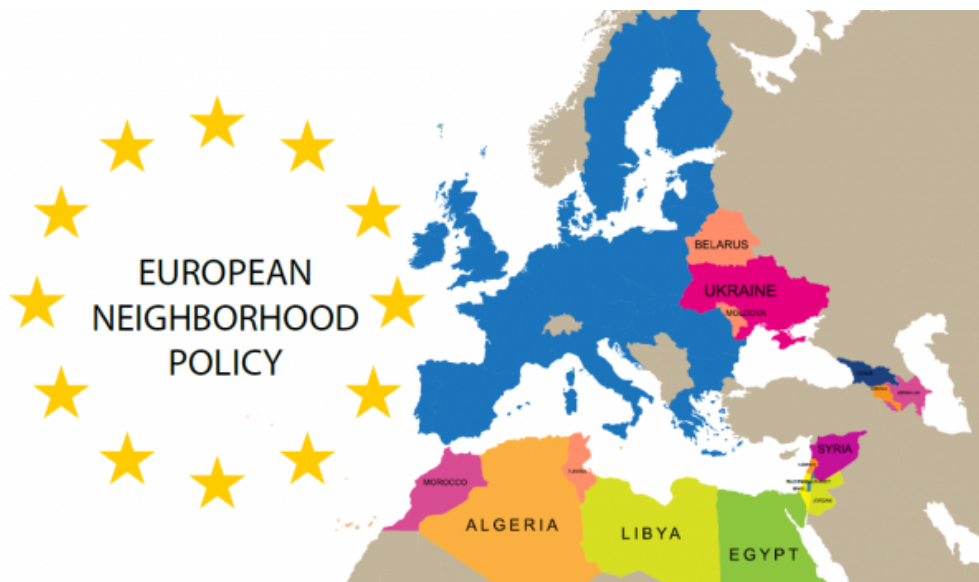 EUROPEAN
NEIGHBORHOOD
POLICY
BELARUS
UKRAINE
MOLDOVA
SYRIA
TUNISIA
MOROCCO
JORDAN
ALGERIA
LIBYA
EGYPT